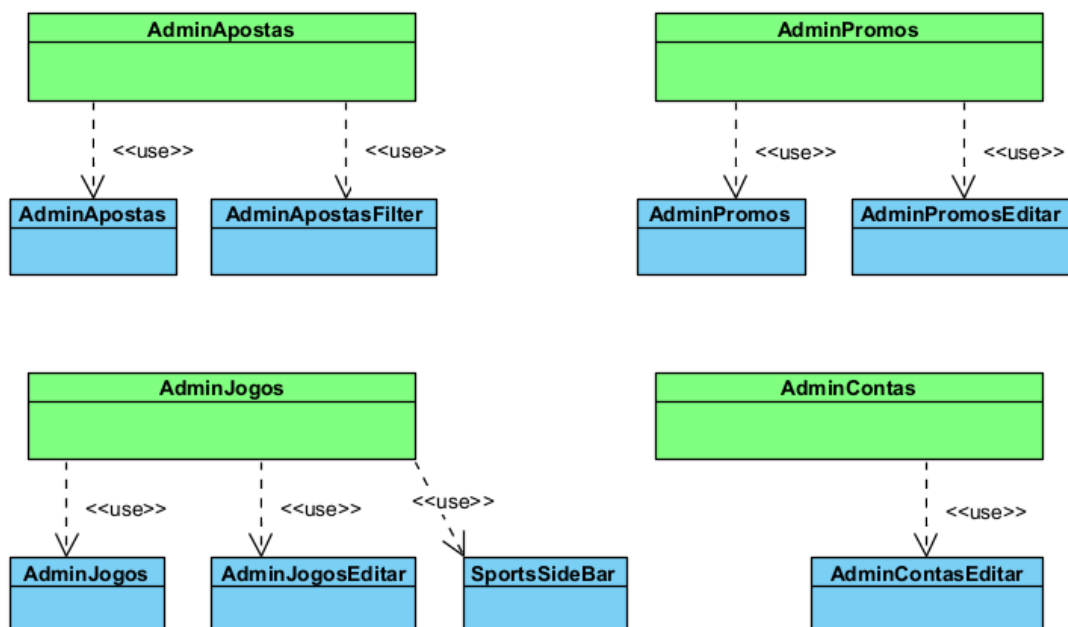 AdminApostas
AdminPromos
<<use>>
<<use>>
<<use>>
<<use>>
AdminApostas
AdminApostasFilter
AdminPromos
AdminPromosEditar
AdminJogos
AdminContas
<<use>>
<<use>>
<<use>>
<<use>>
AdminJogos
AdminJogosEditar
SportsSideBar
AdminContasEditar